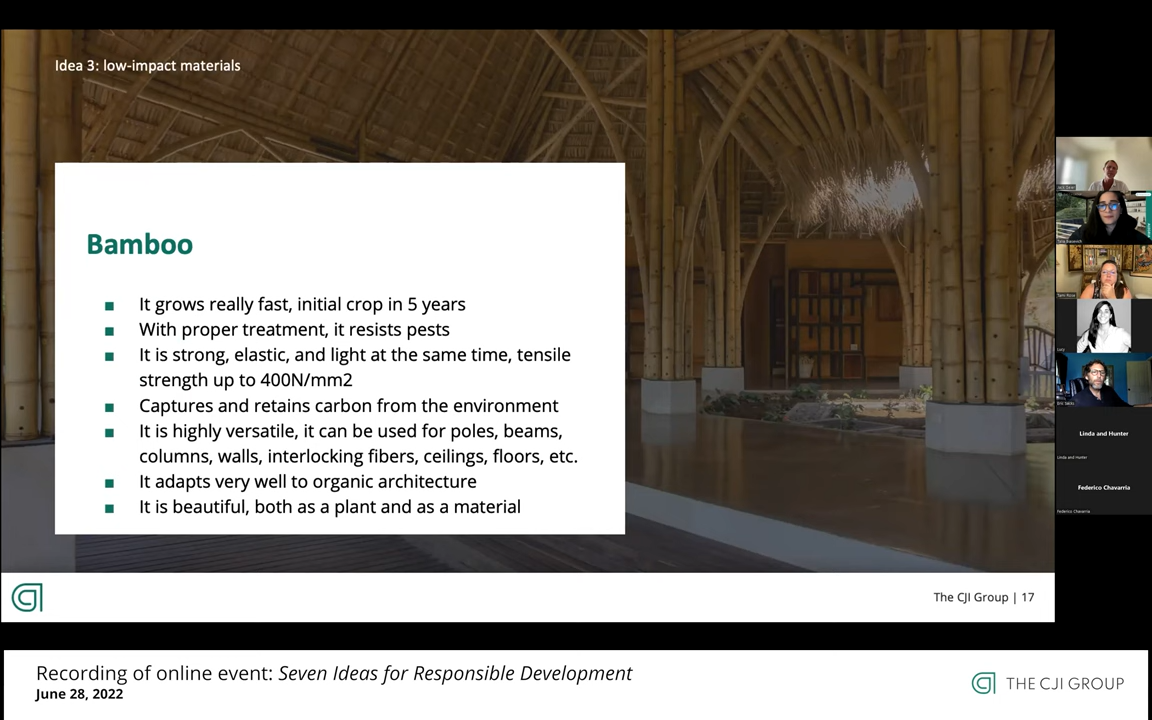 Idea 3: low-impact materials
Bamboo
■ It grows really fast, initial crop in 5 years
■ With proper treatment, it resists pests
■ It is strong, elastic, and light at the same time, tensile
strength up to 400N/mm2
■ Captures and retains carbon from the environment
■ It is highly versatile, it can be used for poles, beams,
columns, walls, interlocking fibers, ceilings, floors, etc.
■ It adapts very well to organic architecture
■ It is beautiful, both as a plant and as a material
The CJI Group | 17
Linda and Hunter
Linda and Hunter
Federico Chavarria
Federico Chavarria
Recording of online event: Seven Ideas for Responsible Development
June 28, 2022
THE CJI GROUP